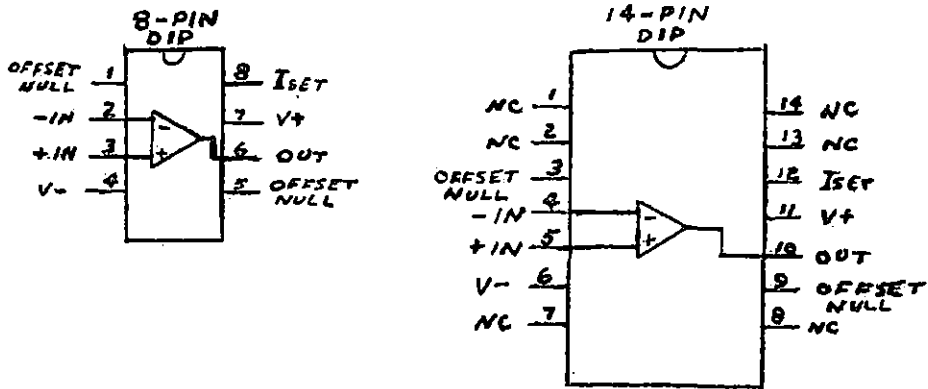 8-PIN
DIP
OFFSET
NULL
1
8
ISET
-IN
2
-
7
V+
+IN
3
+
6
OUT
V-
4
5
OFFSET
NULL
14-PIN
DIP
NC
1
14
NC
NC
2
13
NC
OFFSET
NULL
3
12
ISET
-IN
4
-
11
V+
+IN
5
+
10
OUT
V-
6
9
OFFSET
NULL
NC
7
8
NC